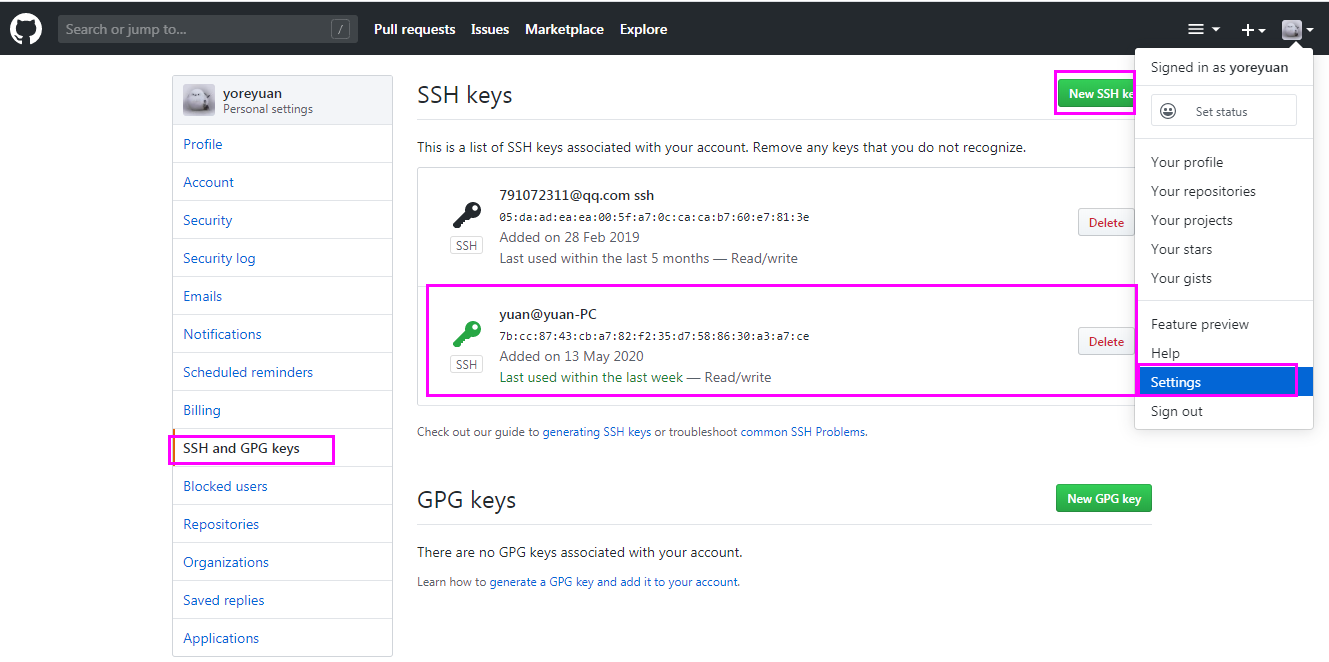 Search or jump to... /
Pull requests Issues Marketplace Explore
Signed in as yoreyuan
Set status
Your profile
Your repositories
Your projects
Your stars
Your gists
Feature preview
Help
Settings
Sign out
yoreyuan
Personal settings
Profile
Account
Security
Security log
Emails
Notifications
Scheduled reminders
Billing
SSH and GPG keys
Blocked users
Repositories
Organizations
Saved replies
Applications
SSH keys
New SSH ke
This is a list of SSH keys associated with your account. Remove any keys that you do not recognize.
791072311@qq.com ssh
05:da:ad:ea:ea:00:5f:a7:0c:ca:ca:b7:60:e7:81:3e
SSH
Added on 28 Feb 2019
Last used within the last 5 months — Read/write
Delete
yuan@yuan-PC
7b:cc:87:43:cb:a7:82:f2:35:d7:58:86:30:a3:a7:ce
SSH
Added on 13 May 2020
Last used within the last week — Read/write
Delete
Check out our guide to generating SSH keys or troubleshoot common SSH Problems.
GPG keys
New GPG key
There are no GPG keys associated with your account.
Learn how to generate a GPG key and add it to your account.